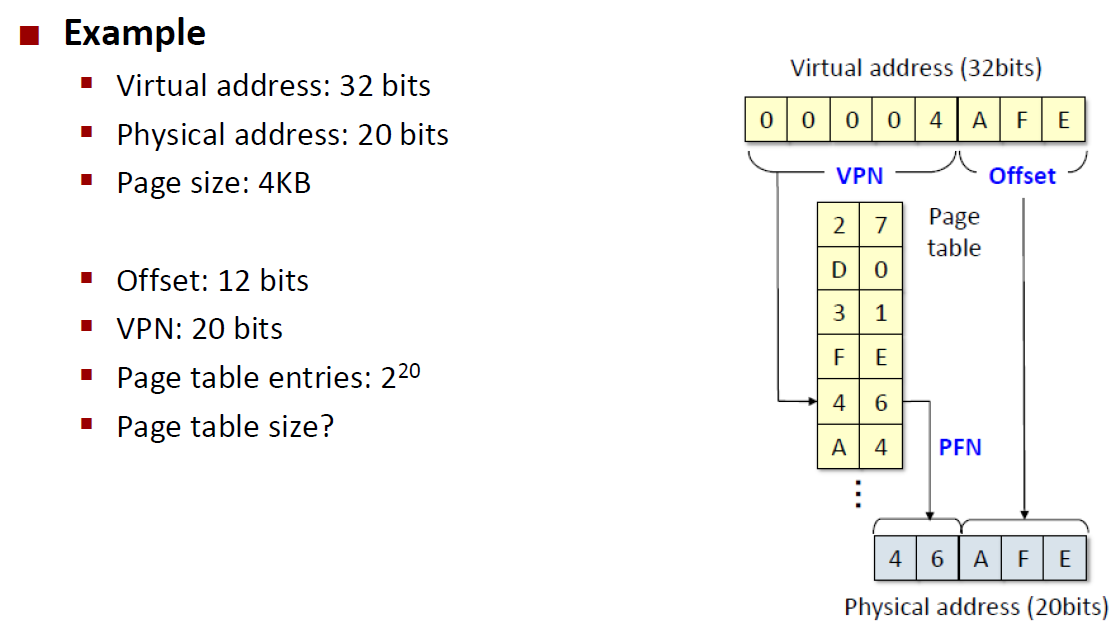 Example
Virtual address: 32 bits
Physical address: 20 bits
Page size: 4KB
Offset: 12 bits
VPN: 20 bits
Page table entries: 2^20
Page table size?
Virtual address (32bits)
0 0 0 0 4 A F E
VPN Offset
Page
table
2 7
D 0
3 1
F E
4 6
A 4
PFN
4 6 A F E
Physical address (20bits)